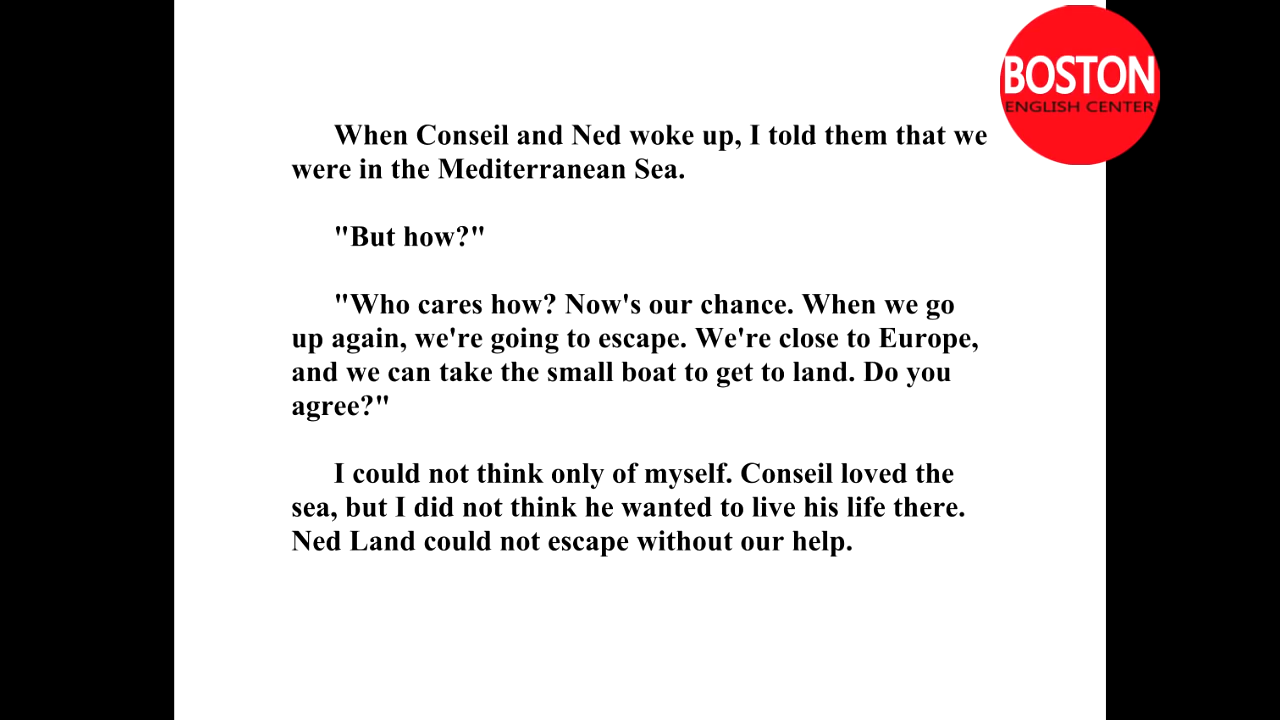 BOSTON
ENGLISH CENTER
When Conseil and Ned woke up, I told them that we
were in the Mediterranean Sea.
"But how?"
"Who cares how? Now's our chance. When we go
up again, we're going to escape. We're close to Europe,
and we can take the small boat to get to land. Do you
agree?"
I could not think only of myself. Conseil loved the
sea, but I did not think he wanted to live his life there.
Ned Land could not escape without our help.